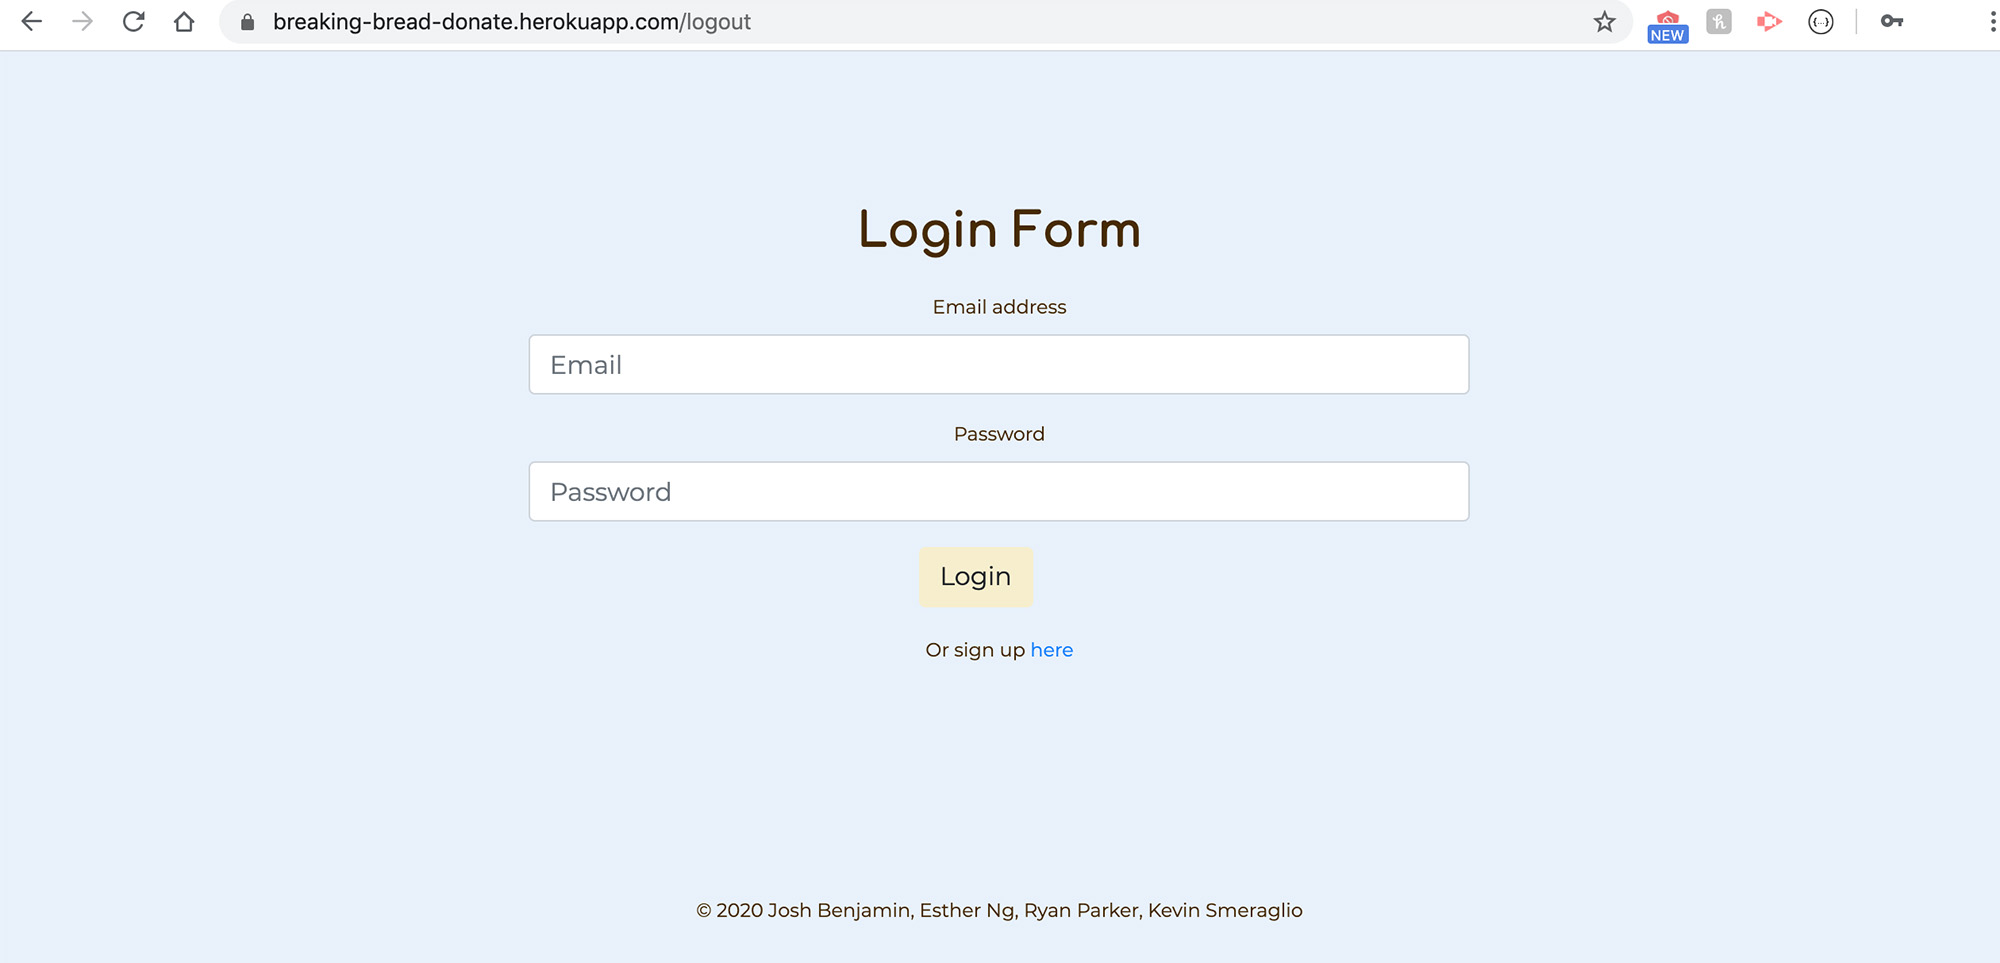 breaking-bread-donate.herokuapp.com/logout
NEW
h
{...}
Login Form
Email address
Email
Password
Password
Login
Or sign up here
© 2020 Josh Benjamin, Esther Ng, Ryan Parker, Kevin Smeraglio